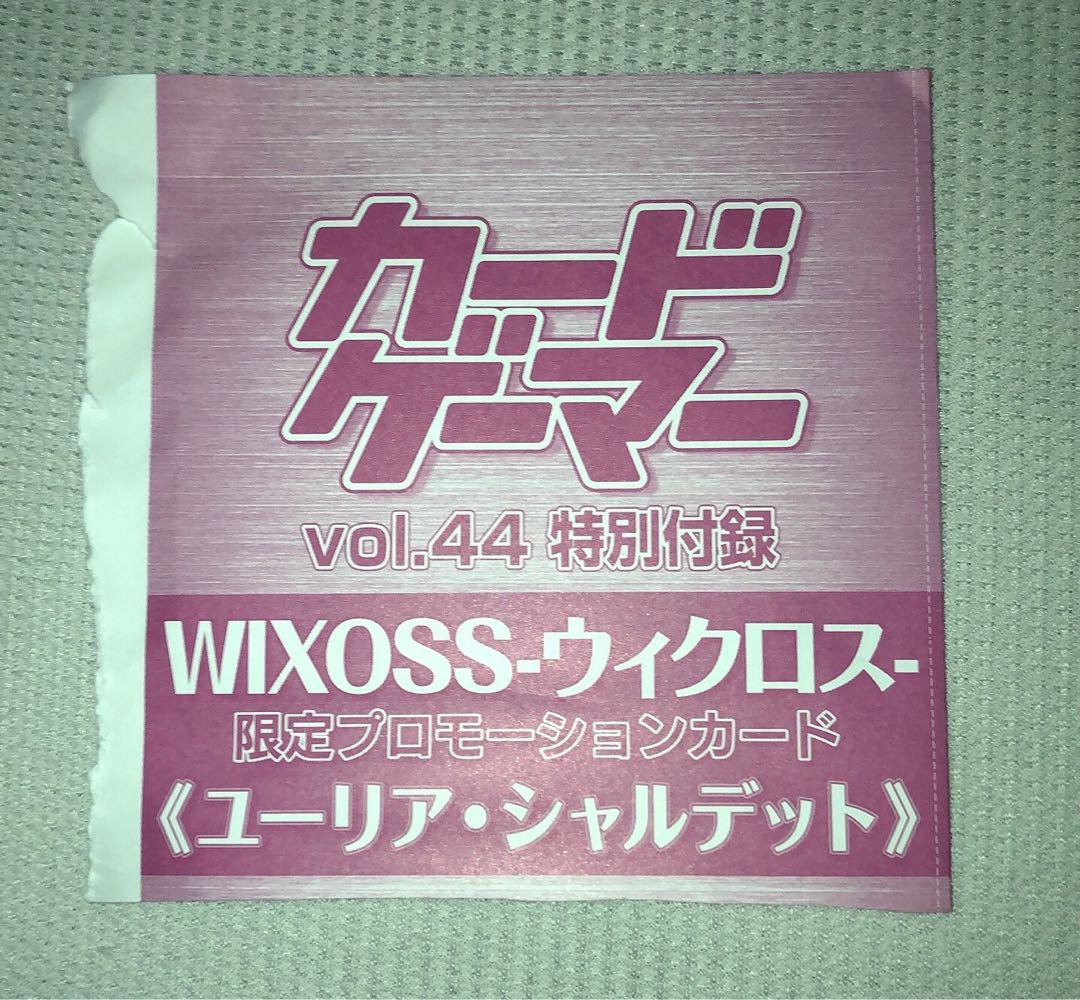 カード
ゲーマー
vol.44 特別付録
WIXOSS-ウィクロス-
限定プロモーションカード
《ユーリア・シャルデット》